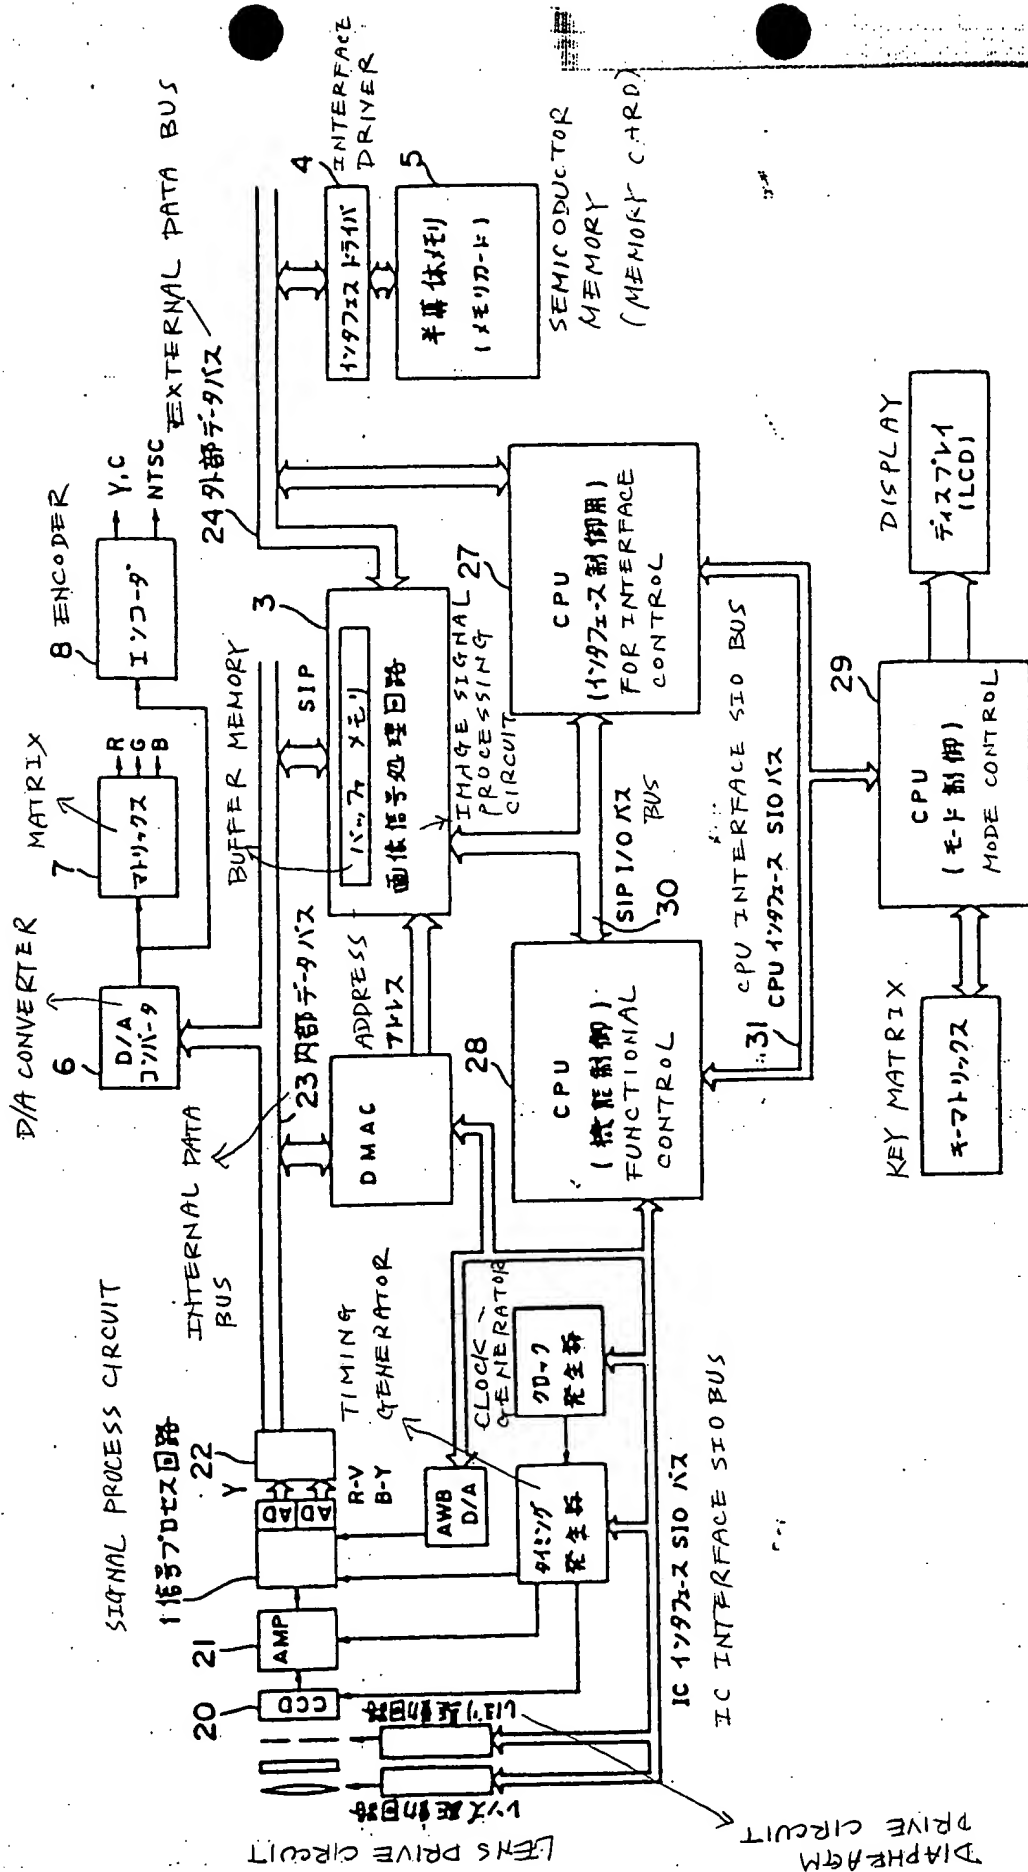 D/A CONVERTER
6
D/A
コンバータ
MATRIX
7
マトリックス
R
G
B
8 ENCODER
エンコーダ
Y,C
NTSC
EXTERNAL DATA BUS
24 外部データバス
INTERFACE
DRIVER
4
インタフェストライバ
5
半導体メモリ
(メモリカード)
SEMICODUCTOR
MEMORY
(MEMORY CARD)
SIGNAL PROCESS CIRCUIT
1 信号プロセス回路
20
CCD
21
AMP
AD
AD
22
Y
R-V
B-Y
INTERNAL DATA
BUS
23 内部データバス
BUFFER MEMORY
SIP
3
バッファ メモリ
画像信号処理回路
IMAGE SIGNAL
PROCESSING
CIRCUIT
ADDRESS
アドレス
DMAC
TIMING
GENERATOR
CLOCK
GENERATOR
AWB
D/A
タイミング
発生器
クロック
発生器
レンズ駆動回路
しぼり駆動回路
LENS DRIVE CIRCUIT
DIAPHEAGM
DRIVE CIRCUIT
IC インタフェース SIO バス
IC INTERFACE SIO BUS
28
CPU
(機能制御)
FUNCTIONAL
CONTROL
SIP I/O バス
BUS
30
27
CPU
(インタフェース制御用)
FOR INTERFACE
CONTROL
CPU INTERFACE SIO BUS
31 CPU インタフェース SIO バス
KEY MATRIX
キーマトリックス
29
CPU
(モード制御)
MODE CONTROL
DISPLAY
ディスプレイ
(LCD)